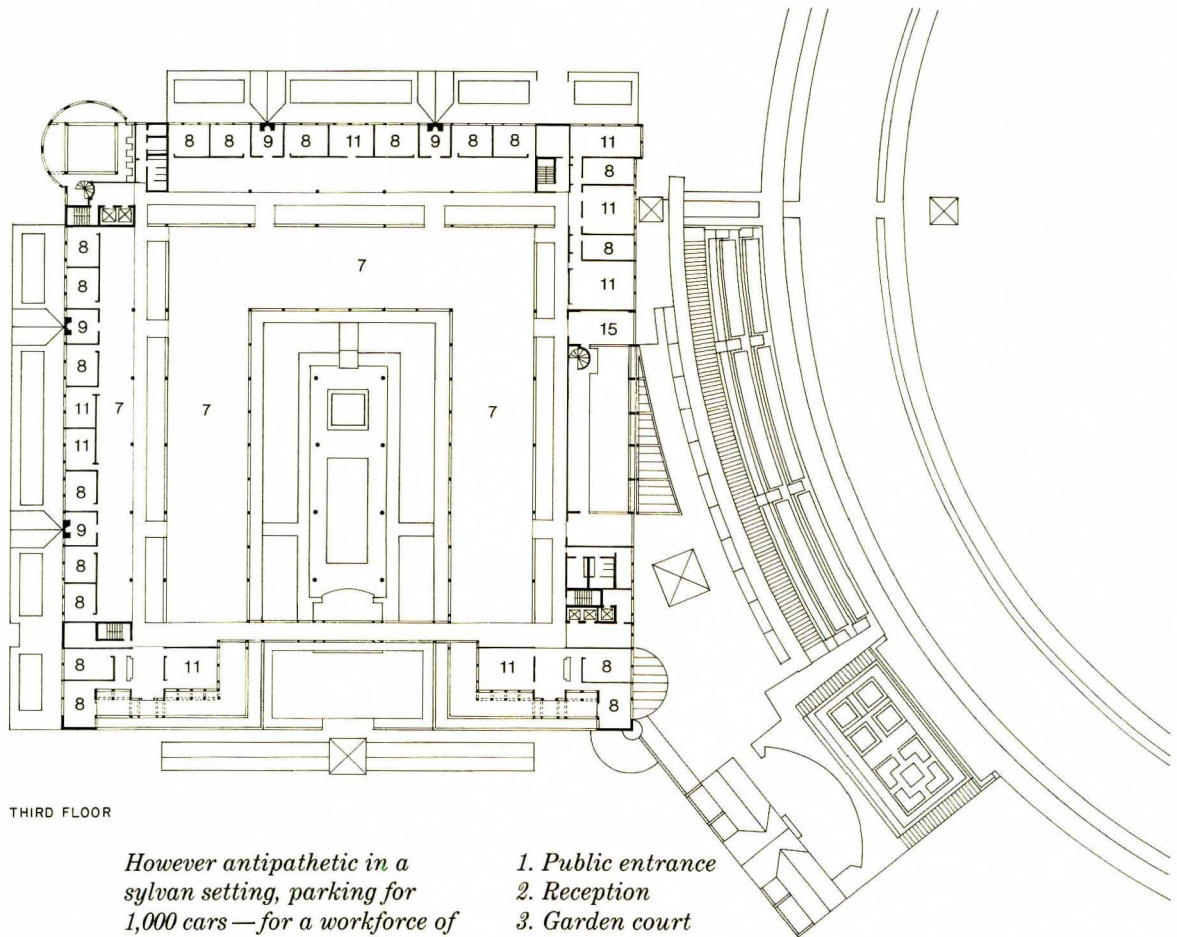 8 8 9 8 11 8 9 8 8 11
8
11
8
8
7
8
11
9
15
8
7
7
7
11
11
8
9
8
8
8 11 11 8
8 8
THIRD FLOOR
However antipathetic in a
sylvan setting, parking for
1,000 cars — for a workforce of
1. Public entrance
2. Reception
3. Garden court